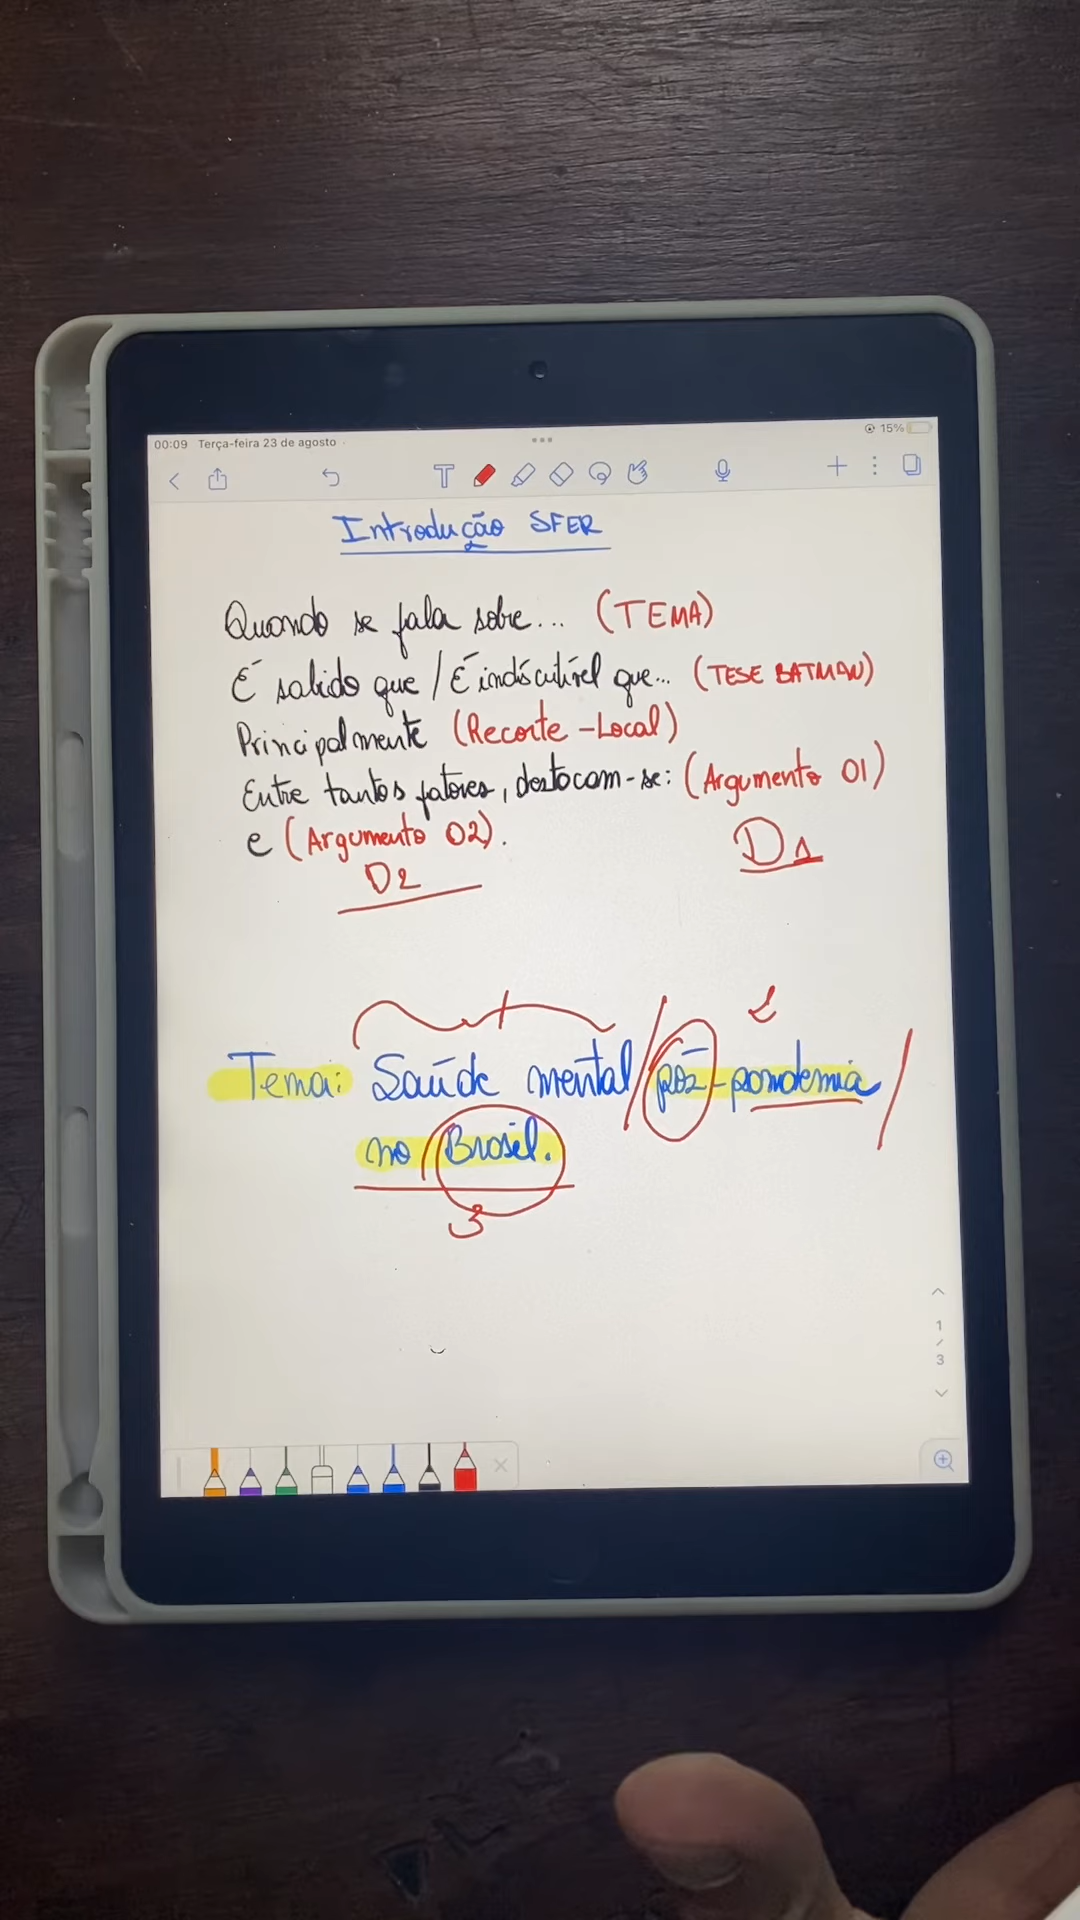 00:09 Terça-feira 23 de agosto
15%
Introdução SFER
Quando se fala sobre... (TEMA)
É sabido que / É indiscutível que... (TESE BATMAN)
Principalmente (Recorte - Local)
Entre tantos fatores, destacam-se: (Argumento 01)
e (Argumento 02).
D1
D2
Tema: Saúde mental / pós-pandemia /
no Brasil.
3
1
/
3